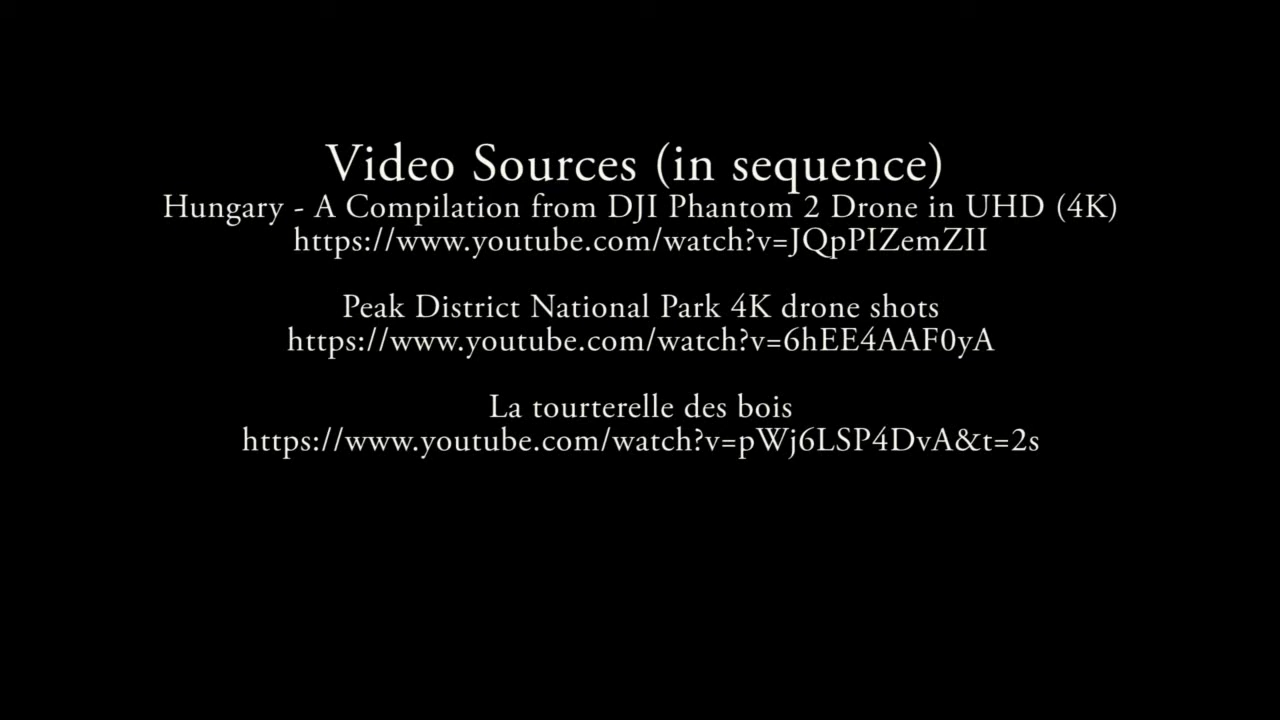 Video Sources (in sequence)
Hungary - A Compilation from DJI Phantom 2 Drone in UHD (4K)
https://www.youtube.com/watch?v=JQpPIZemZII
Peak District National Park 4K drone shots
https://www.youtube.com/watch?v=6hEE4AAF0yA
La tourterelle des bois
https://www.youtube.com/watch?v=pWj6LSP4DvA&t=2s